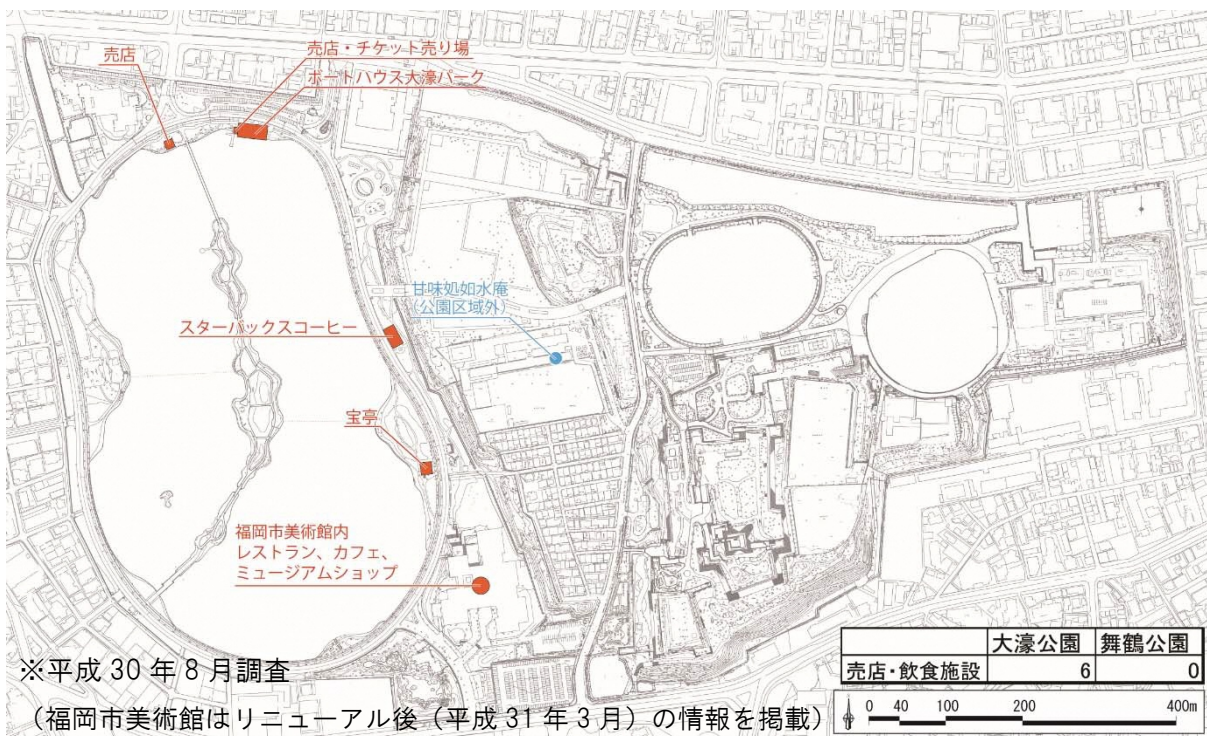 売店
売店・チケット売り場
ボートハウス大濠パーク
甘味処如水庵
（公園区域外）
スターバックスコーヒー
宝亭
福岡市美術館内
レストラン、カフェ、
ミュージアムショップ
※平成 30 年 8 月調査
（福岡市美術館はリニューアル後（平成 31 年 3 月）の情報を掲載）
大濠公園 舞鶴公園
売店・飲食施設 6 0
0 40 100 200 400m